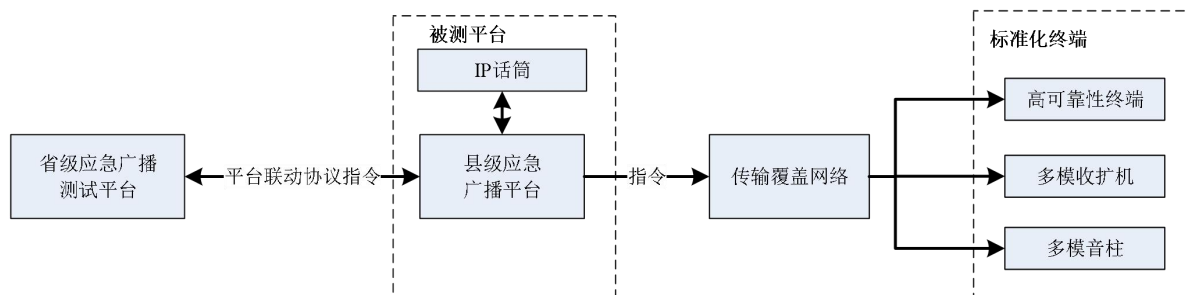 被测平台
IP话筒
省级应急广播
测试平台
平台联动协议指令
县级应急
广播平台
指令
传输覆盖网络
标准化终端
高可靠性终端
多模收扩机
多模音柱